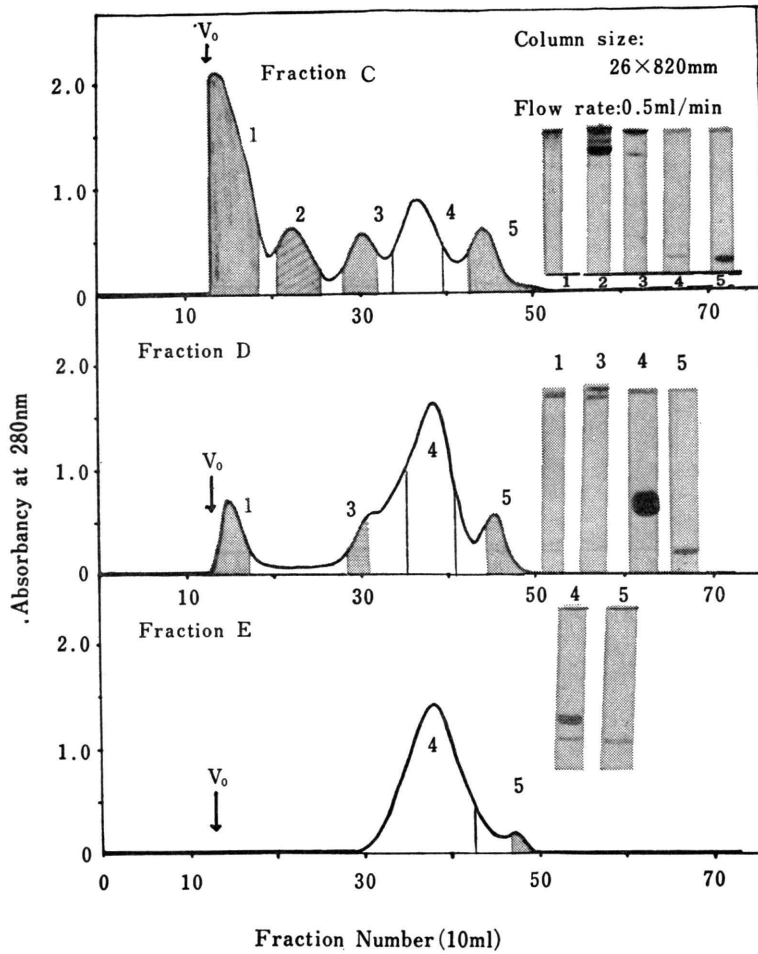 V₀
Fraction C
Column size:
26×820mm
Flow rate:0.5ml/min
2.0
1.0
0
1
2
3
4
5
1 2 3 4 5
10 30 50 70
Fraction D
V₀
2.0
1.0
0
1
3
4
5
1 3 4 5
10 30 50 70
Fraction E
V₀
2.0
1.0
0
4
5
4 5
0 10 30 50 70
.Absorbancy at 280nm
Fraction Number(10ml)